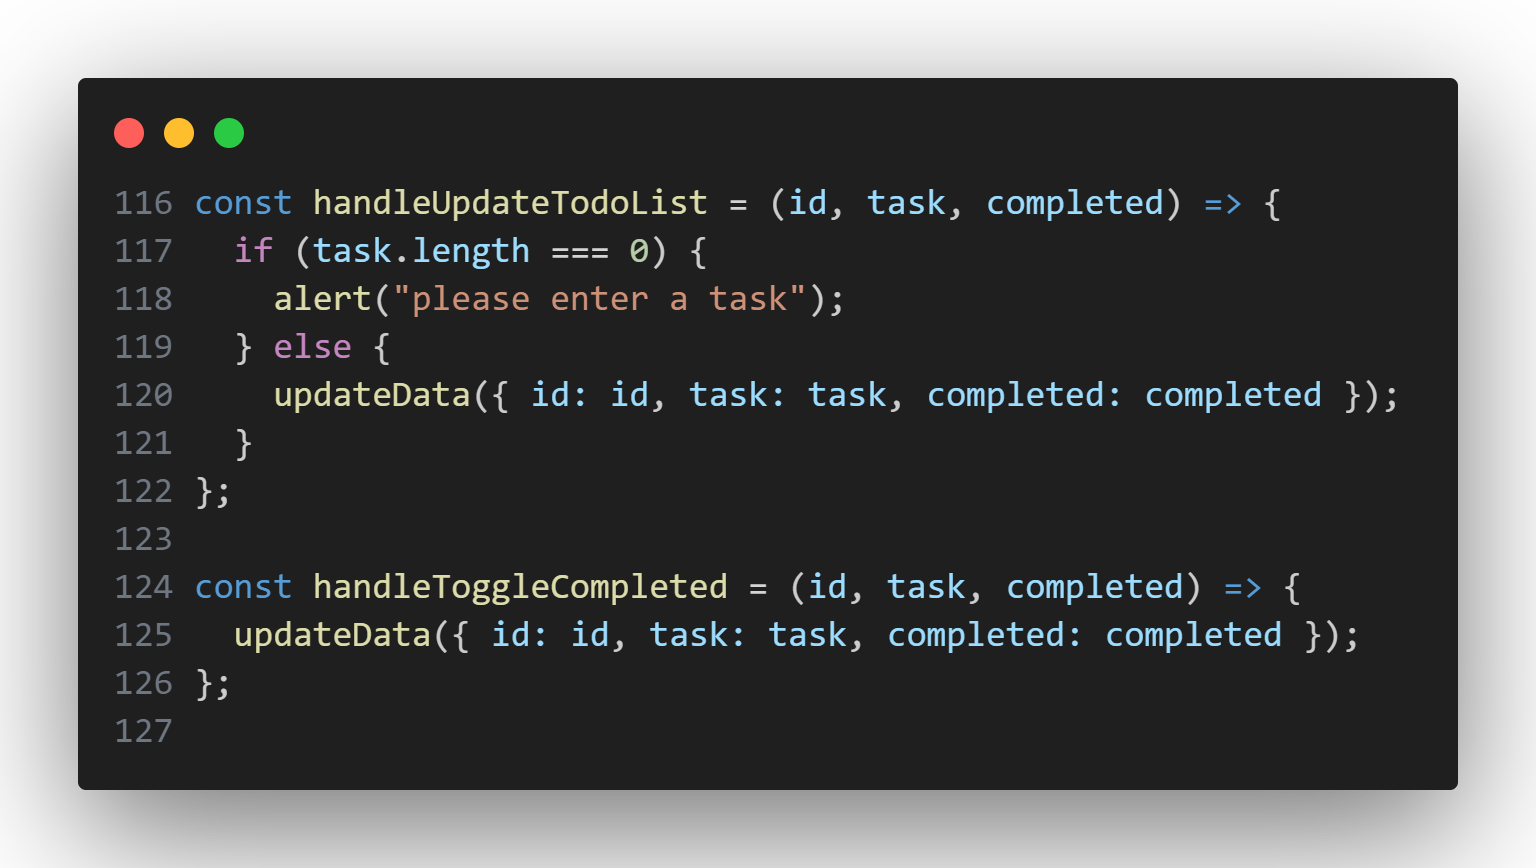 116 const handleUpdateTodoList = (id, task, completed) => {
117   if (task.length === 0) {
118     alert("please enter a task");
119   } else {
120     updateData({ id: id, task: task, completed: completed });
121   }
122 };
123
124 const handleToggleCompleted = (id, task, completed) => {
125   updateData({ id: id, task: task, completed: completed });
126 };
127